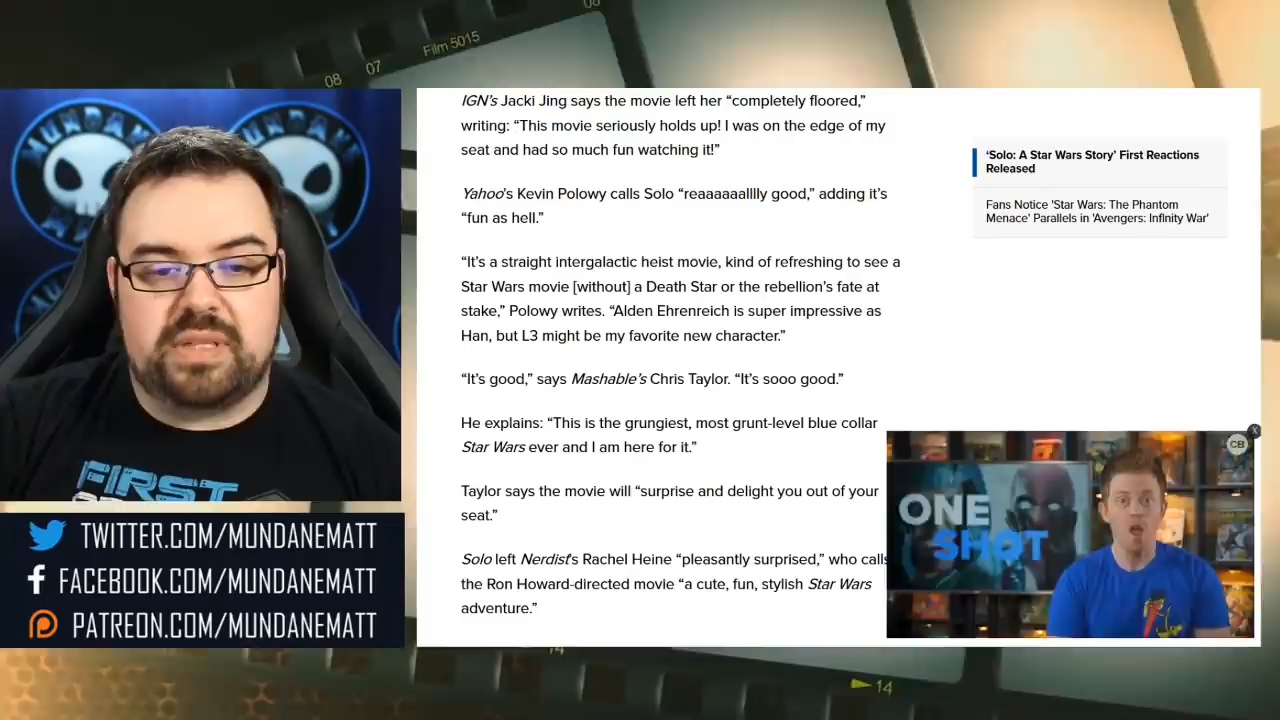 Film 5015
08
07
08
MUNDANE
MATT
MUNDANE
MATT
FIRST
TWITTER.COM/MUNDANEMATT
FACEBOOK.COM/MUNDANEMATT
PATREON.COM/MUNDANEMATT
IGN's Jacki Jing says the movie left her “completely floored,”
writing: “This movie seriously holds up! I was on the edge of my
seat and had so much fun watching it!”
Yahoo's Kevin Polowy calls Solo “reaaaaaalllly good,” adding it’s
“fun as hell.”
“It’s a straight intergalactic heist movie, kind of refreshing to see a
Star Wars movie [without] a Death Star or the rebellion’s fate at
stake,” Polowy writes. “Alden Ehrenreich is super impressive as
Han, but L3 might be my favorite new character.”
“It’s good,” says Mashable’s Chris Taylor. “It’s sooo good.”
He explains: “This is the grungiest, most grunt-level blue collar
Star Wars ever and I am here for it.”
Taylor says the movie will “surprise and delight you out of your
seat.”
Solo left Nerdist's Rachel Heine “pleasantly surprised,” who calls
the Ron Howard-directed movie “a cute, fun, stylish Star Wars
adventure.”
‘Solo: A Star Wars Story’ First Reactions
Released
Fans Notice 'Star Wars: The Phantom
Menace' Parallels in 'Avengers: Infinity War'
X
CB
ONE
SHOT
14
14